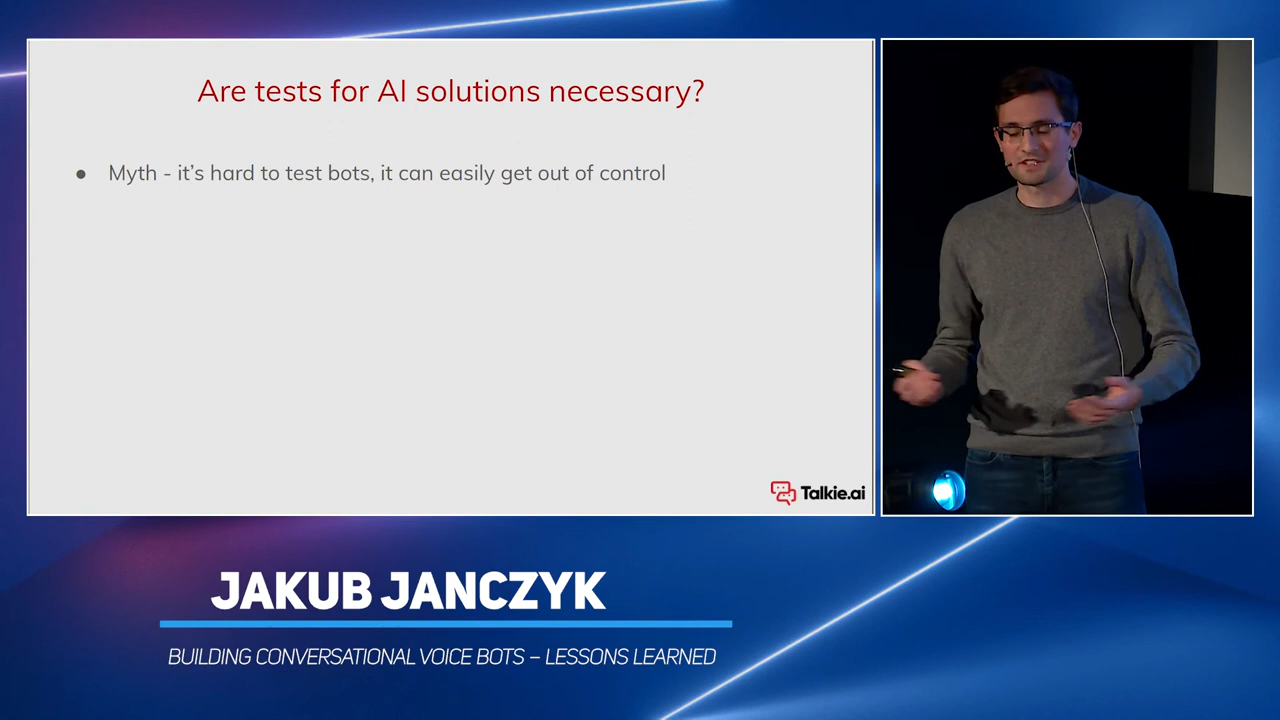 Are tests for AI solutions necessary?
● Myth - it's hard to test bots, it can easily get out of control
Talkie.ai
JAKUB JANCZYK
BUILDING CONVERSATIONAL VOICE BOTS – LESSONS LEARNED